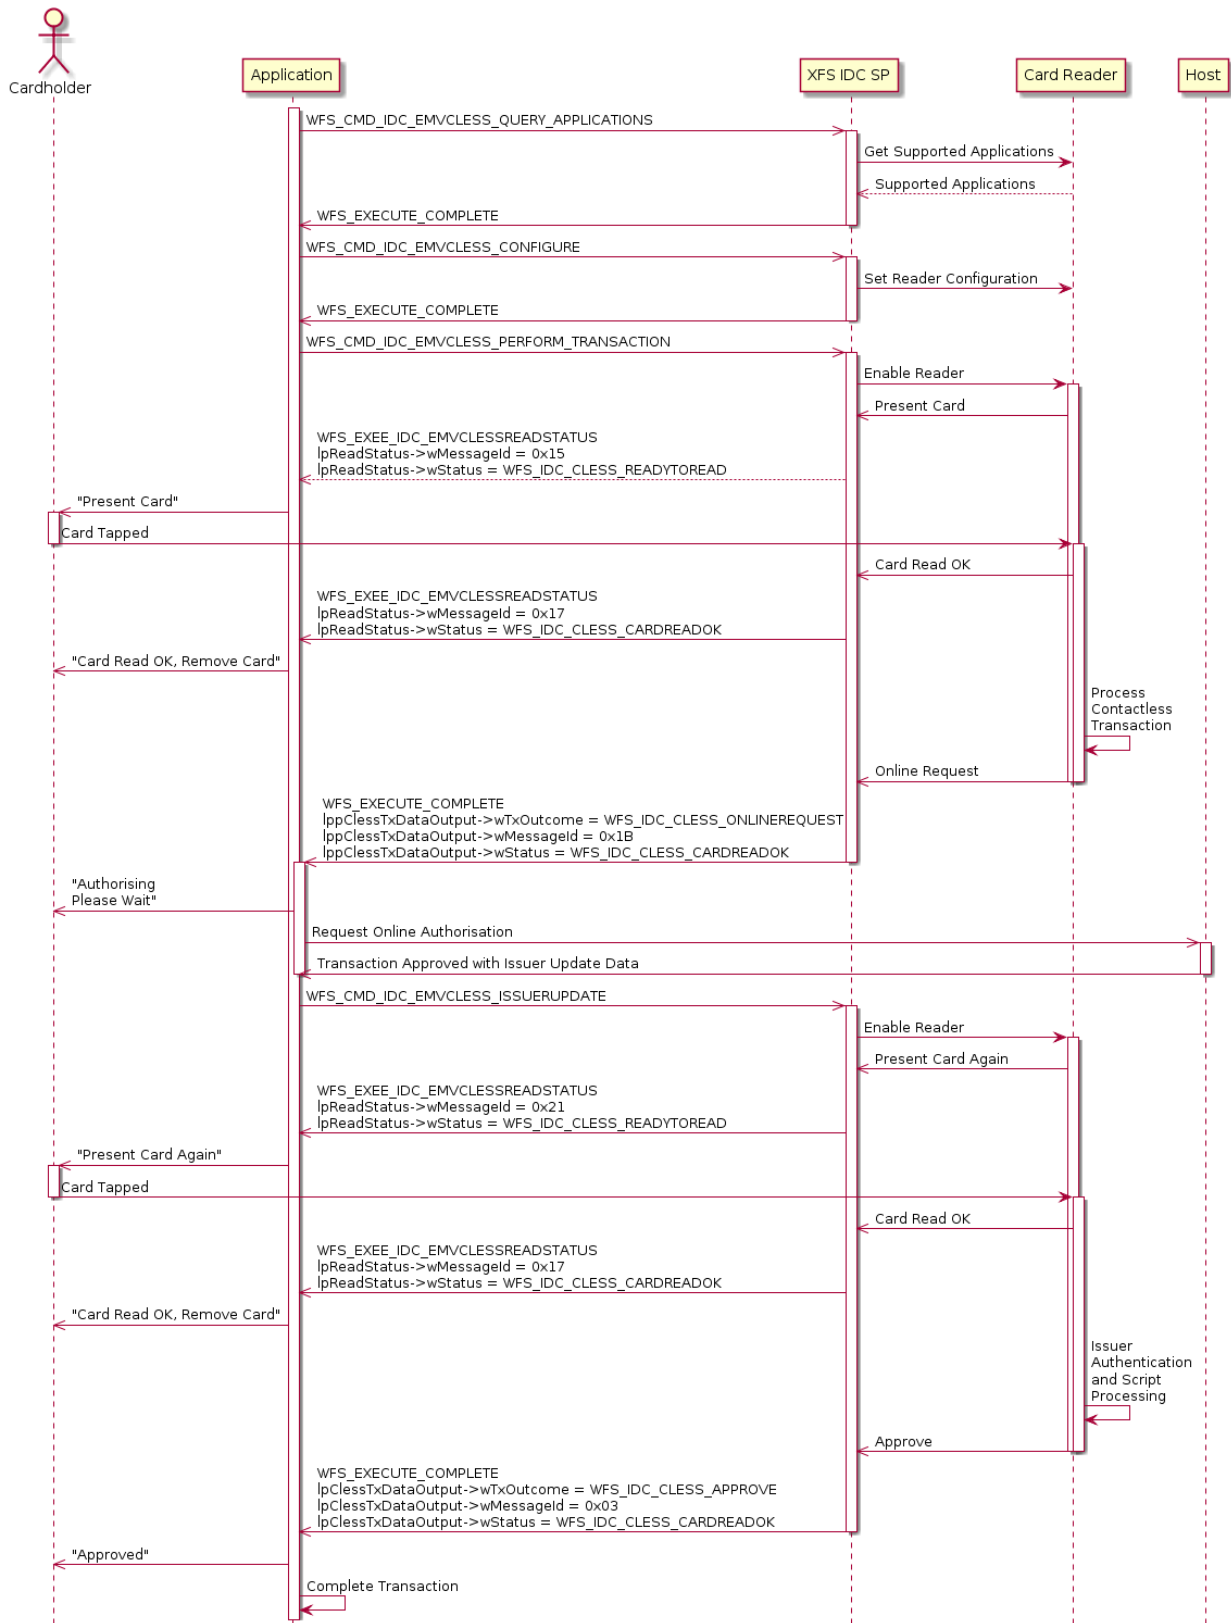 Cardholder
Application
XFS IDC SP
Card Reader
Host
WFS_CMD_IDC_EMVCLESS_QUERY_APPLICATIONS
Get Supported Applications
Supported Applications
WFS_EXECUTE_COMPLETE
WFS_CMD_IDC_EMVCLESS_CONFIGURE
Set Reader Configuration
WFS_EXECUTE_COMPLETE
WFS_CMD_IDC_EMVCLESS_PERFORM_TRANSACTION
Enable Reader
Present Card
WFS_EXEE_IDC_EMVCLESSREADSTATUS
lpReadStatus->wMessageId = 0x15
lpReadStatus->wStatus = WFS_IDC_CLESS_READYTOREAD
"Present Card"
Card Tapped
Card Read OK
WFS_EXEE_IDC_EMVCLESSREADSTATUS
lpReadStatus->wMessageId = 0x17
lpReadStatus->wStatus = WFS_IDC_CLESS_CARDREADOK
"Card Read OK, Remove Card"
Process
Contactless
Transaction
Online Request
WFS_EXECUTE_COMPLETE
lppClessTxDataOutput->wTxOutcome = WFS_IDC_CLESS_ONLINEREQUEST
lppClessTxDataOutput->wMessageId = 0x1B
lppClessTxDataOutput->wStatus = WFS_IDC_CLESS_CARDREADOK
"Authorising
Please Wait"
Request Online Authorisation
Transaction Approved with Issuer Update Data
WFS_CMD_IDC_EMVCLESS_ISSUERUPDATE
Enable Reader
Present Card Again
WFS_EXEE_IDC_EMVCLESSREADSTATUS
lpReadStatus->wMessageId = 0x21
lpReadStatus->wStatus = WFS_IDC_CLESS_READYTOREAD
"Present Card Again"
Card Tapped
Card Read OK
WFS_EXEE_IDC_EMVCLESSREADSTATUS
lpReadStatus->wMessageId = 0x17
lpReadStatus->wStatus = WFS_IDC_CLESS_CARDREADOK
"Card Read OK, Remove Card"
Issuer
Authentication
and Script
Processing
Approve
WFS_EXECUTE_COMPLETE
lpClessTxDataOutput->wTxOutcome = WFS_IDC_CLESS_APPROVE
lpClessTxDataOutput->wMessageId = 0x03
lpClessTxDataOutput->wStatus = WFS_IDC_CLESS_CARDREADOK
"Approved"
Complete Transaction